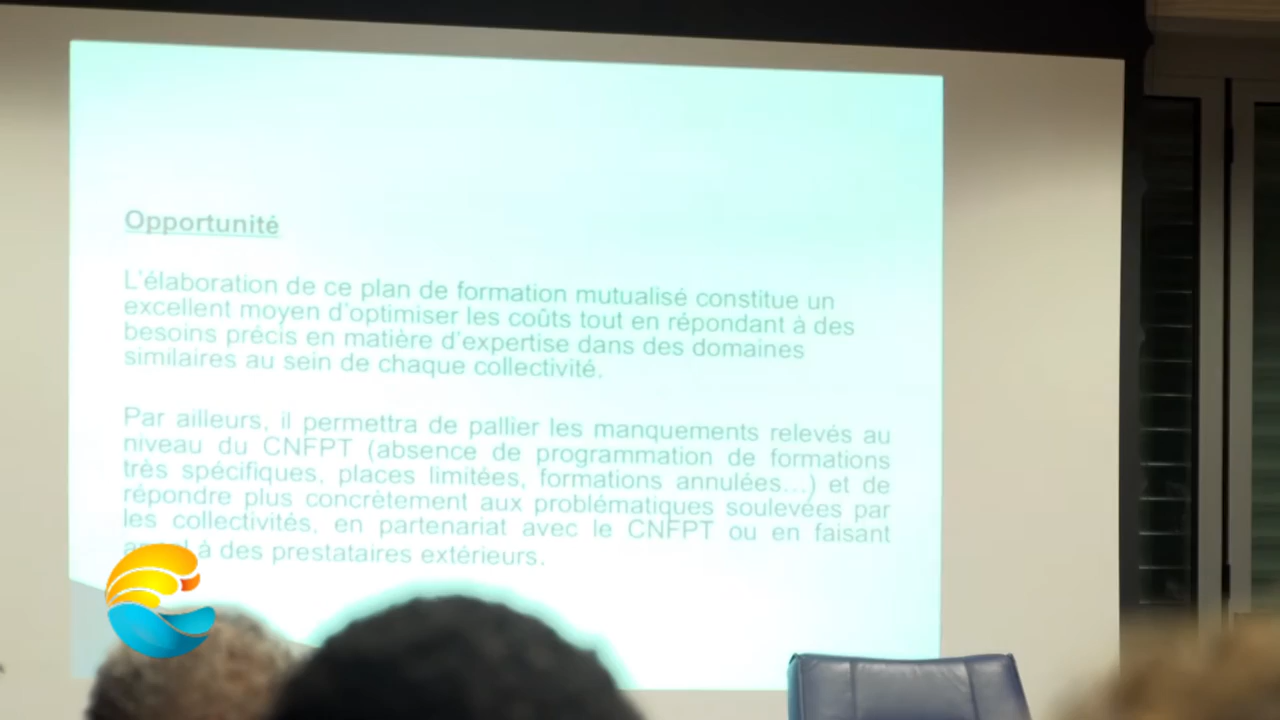 Opportunité
L'élaboration de ce plan de formation mutualisé constitue un
excellent moyen d'optimiser les coûts tout en répondant à des
besoins précis en matière d'expertise dans des domaines
similaires au sein de chaque collectivité.
Par ailleurs, il permettra de pallier les manquements relevés au
niveau du CNFPT (absence de programmation de formations
très spécifiques, places limitées, formations annulées...) et de
répondre plus concrètement aux problématiques soulevées par
les collectivités, en partenariat avec le CNFPT ou en faisant
à des prestataires extérieurs.